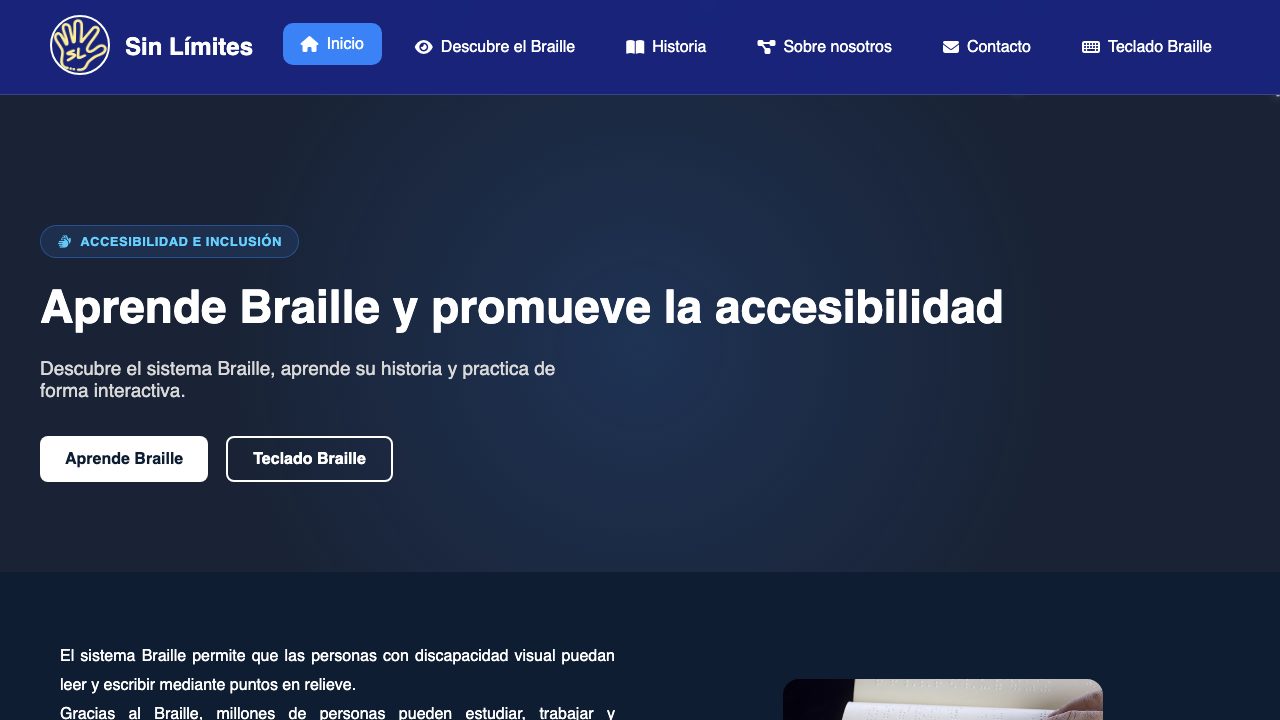 SL
Sin Límites
Inicio
Descubre el Braille
Historia
Sobre nosotros
Contacto
Teclado Braille
ACCESIBILIDAD E INCLUSIÓN
Aprende Braille y promueve la accesibilidad
Descubre el sistema Braille, aprende su historia y practica de
forma interactiva.
Aprende Braille
Teclado Braille
El sistema Braille permite que las personas con discapacidad visual puedan
leer y escribir mediante puntos en relieve.
Gracias al Braille, millones de personas pueden estudiar, trabajar y